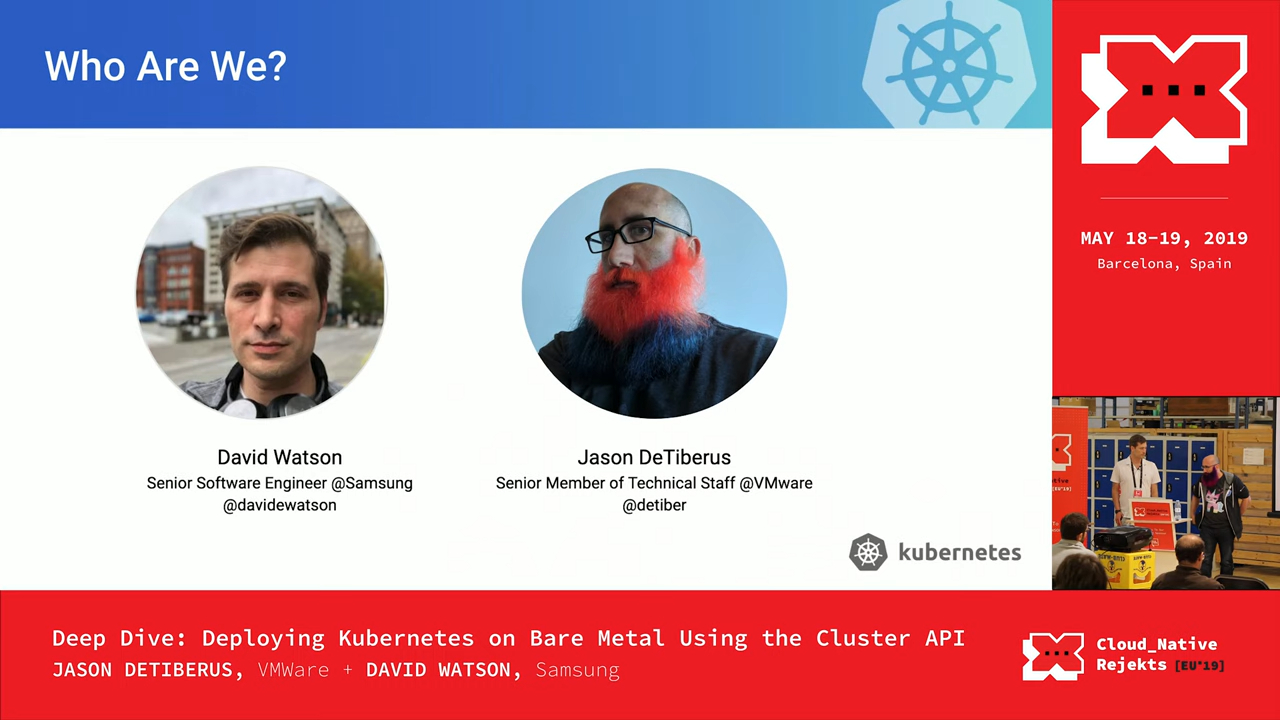 Who Are We?
David Watson
Senior Software Engineer @Samsung
@davidewatson
Jason DeTiberus
Senior Member of Technical Staff @VMware
@detiber
kubernetes
MAY 18-19, 2019
Barcelona, Spain
Deep Dive: Deploying Kubernetes on Bare Metal Using the Cluster API
JASON DETIBERUS, VMWare + DAVID WATSON, Samsung
Cloud_Native
Rejekts [EU*19]